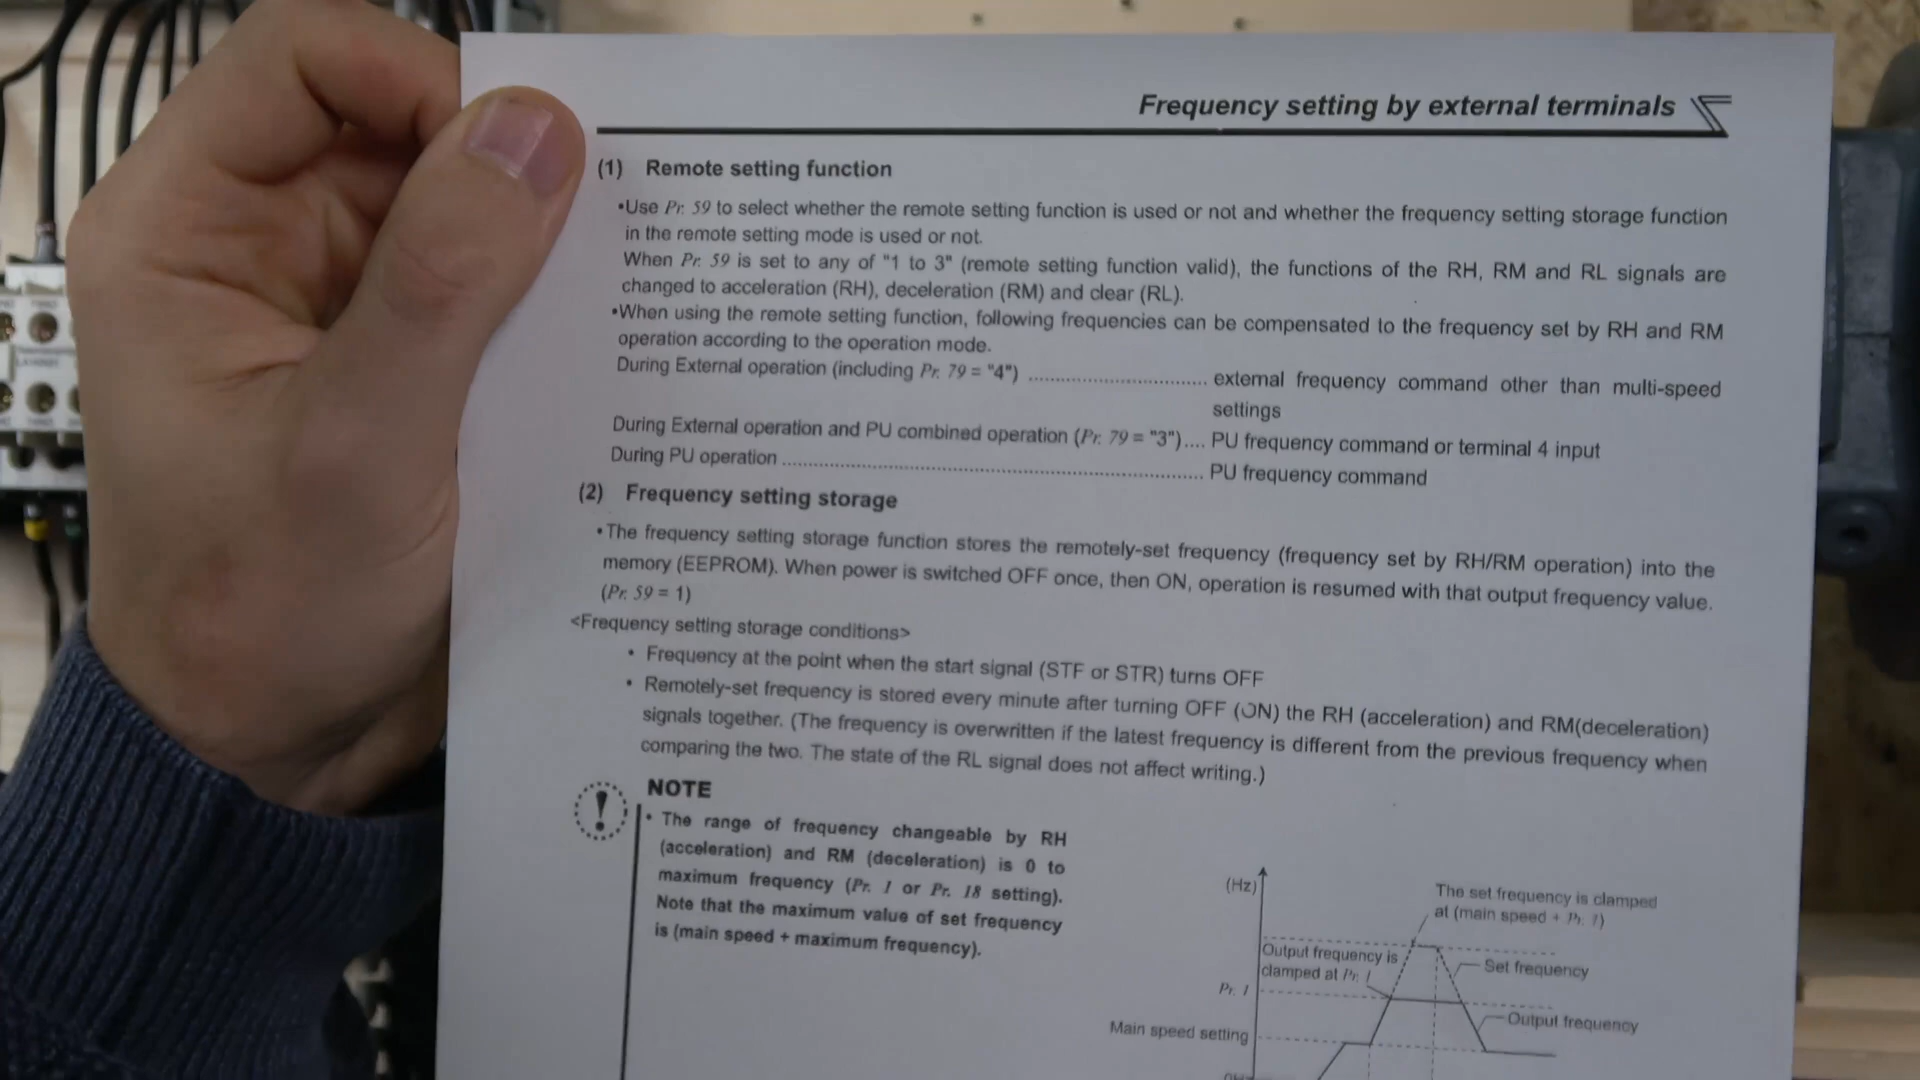 Frequency setting by external terminals
(1) Remote setting function
•Use Pr. 59 to select whether the remote setting function is used or not and whether the frequency setting storage function
in the remote setting mode is used or not.
When Pr. 59 is set to any of "1 to 3" (remote setting function valid), the functions of the RH, RM and RL signals are
changed to acceleration (RH), deceleration (RM) and clear (RL).
•When using the remote setting function, following frequencies can be compensated to the frequency set by RH and RM
operation according to the operation mode.
During External operation (including Pr. 79 = "4") .............................. external frequency command other than multi-speed
settings
During External operation and PU combined operation (Pr. 79 = "3").... PU frequency command or terminal 4 input
During PU operation ....................................................................... PU frequency command
(2) Frequency setting storage
•The frequency setting storage function stores the remotely-set frequency (frequency set by RH/RM operation) into the
memory (EEPROM). When power is switched OFF once, then ON, operation is resumed with that output frequency value.
(Pr. 59 = 1)
<Frequency setting storage conditions>
• Frequency at the point when the start signal (STF or STR) turns OFF
• Remotely-set frequency is stored every minute after turning OFF (ON) the RH (acceleration) and RM(deceleration)
signals together. (The frequency is overwritten if the latest frequency is different from the previous frequency when
comparing the two. The state of the RL signal does not affect writing.)
NOTE
• The range of frequency changeable by RH
(acceleration) and RM (deceleration) is 0 to
maximum frequency (Pr. 1 or Pr. 18 setting).
Note that the maximum value of set frequency
is (main speed + maximum frequency).
(Hz)
The set frequency is clamped
at (main speed + Pr. 1)
Output frequency is
clamped at Pr. 1
Set frequency
Pr. 1
Output frequency
Main speed setting